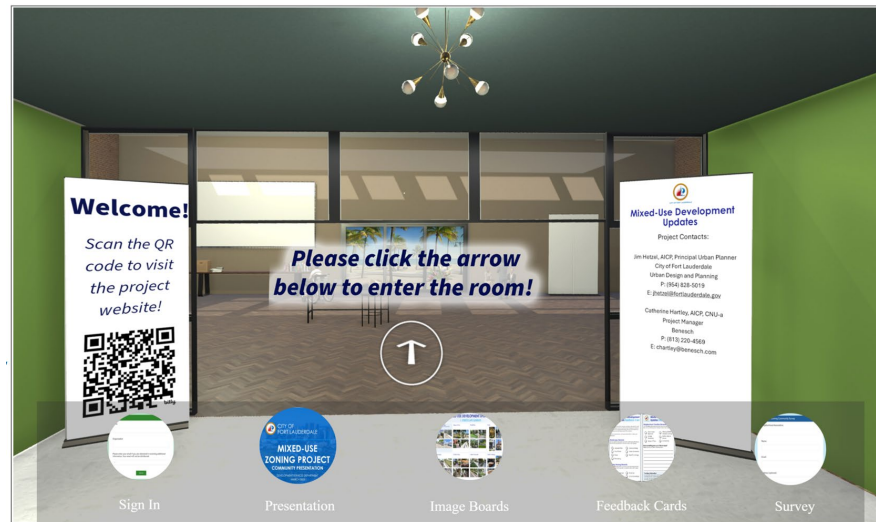 Welcome!
Scan the QR
code to visit
the project
website!
Please click the arrow
below to enter the room!
Mixed-Use Development
Updates
Project Contacts:
Jim Hetzel, AICP, Principal Urban Planner
City of Fort Lauderdale
Urban Design and Planning
P: (954) 828-5019
E: jhetzel@fortlauderdale.gov
Catherine Hartley, AICP, CNU-a
Project Manager
Benesch
P: (813) 220-4569
E: chartley@benesch.com
CITY OF
FORT LAUDERDALE
MIXED-USE
ZONING PROJECT
COMMUNITY PRESENTATION
Sign In
Presentation
Image Boards
Feedback Cards
Survey